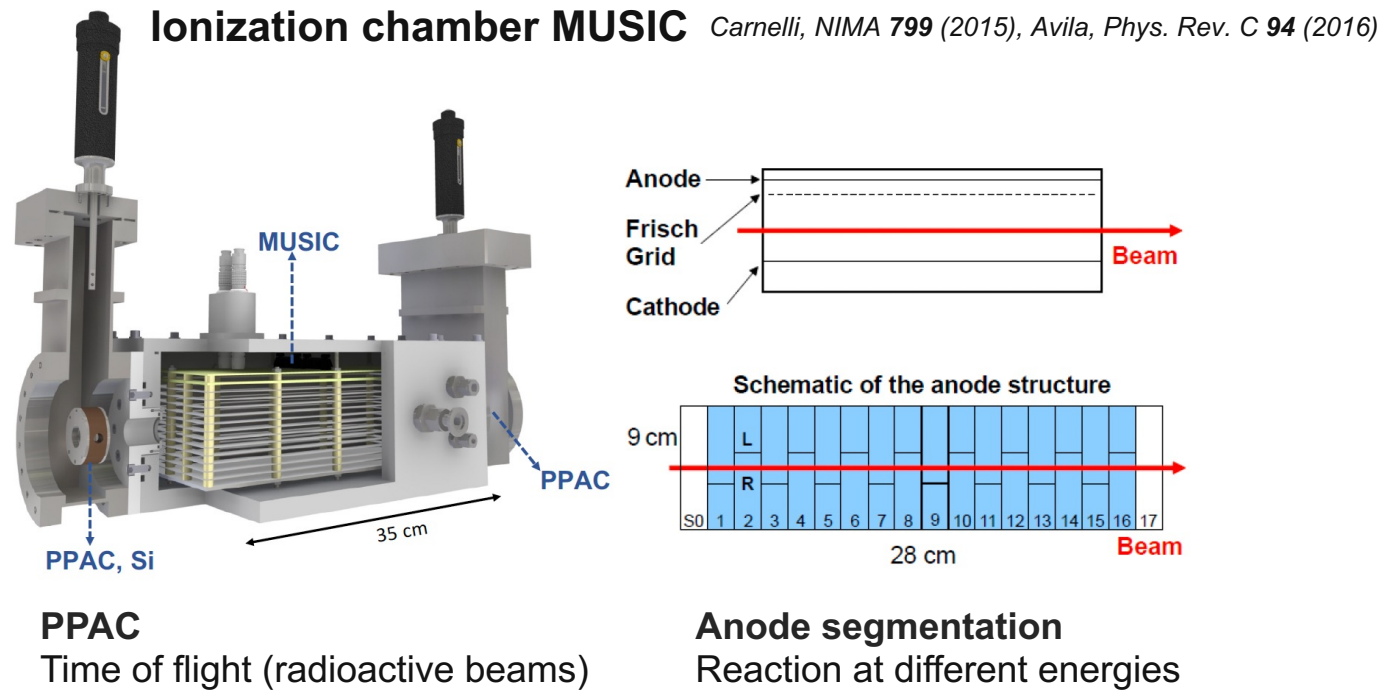 Ionization chamber MUSIC Carnelli, NIMA 799 (2015), Avila, Phys. Rev. C 94 (2016)
MUSIC
PPAC
35 cm
PPAC, Si
Anode
Frisch
Grid
Beam
Cathode
Schematic of the anode structure
9 cm
L
R
S0 1 2 3 4 5 6 7 8 9 10 11 12 13 14 15 16 17
28 cm
Beam
PPAC
Time of flight (radioactive beams)
Anode segmentation
Reaction at different energies